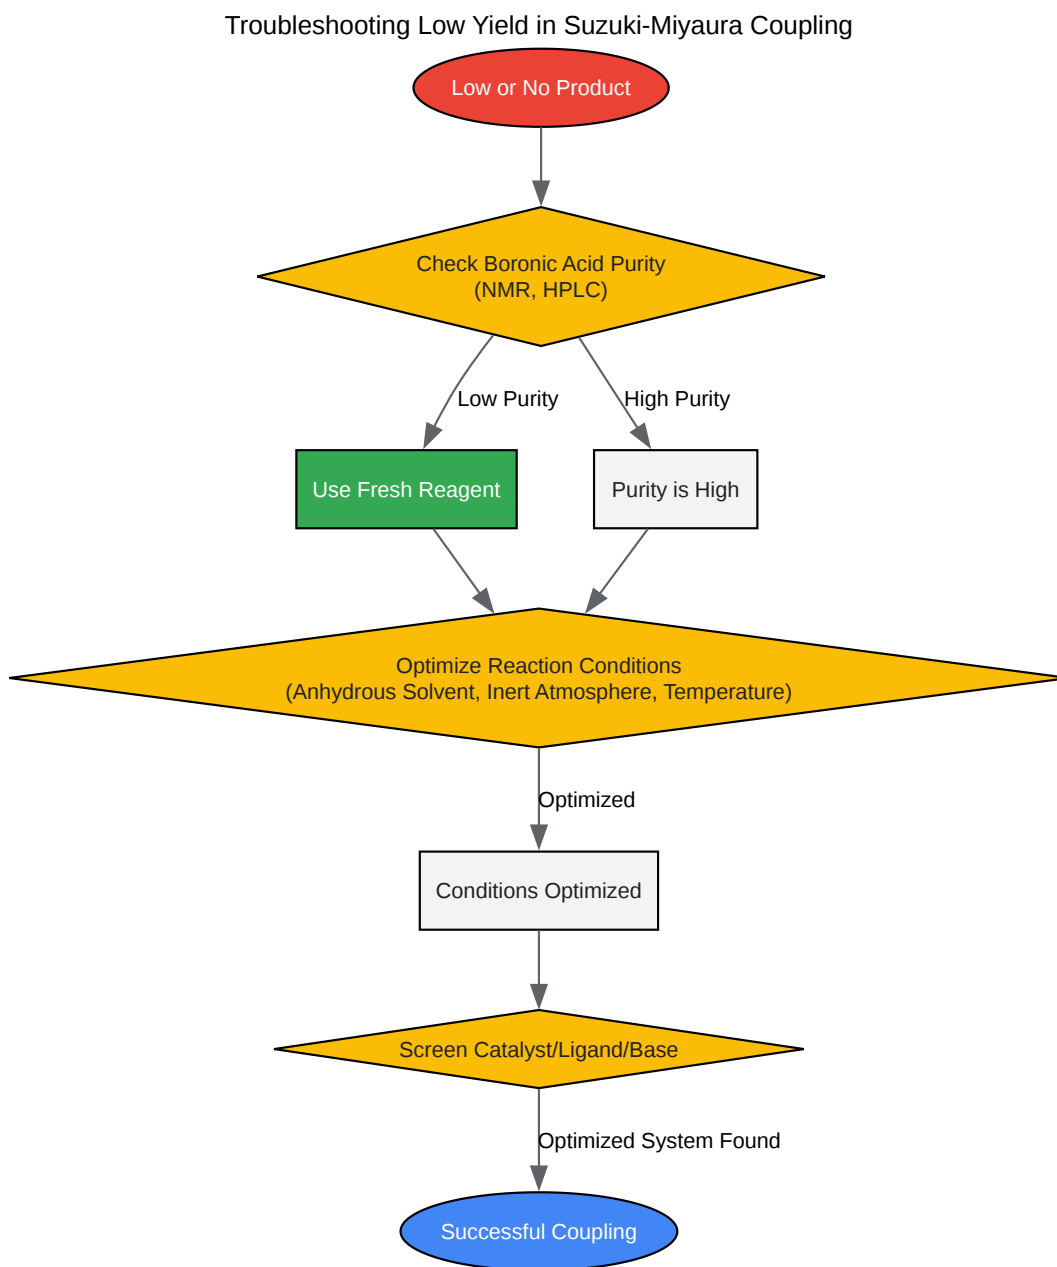 Troubleshooting Low Yield in Suzuki-Miyaura Coupling
Low or No Product
Check Boronic Acid Purity
(NMR, HPLC)
Low Purity
High Purity
Use Fresh Reagent
Purity is High
Optimize Reaction Conditions
(Anhydrous Solvent, Inert Atmosphere, Temperature)
Optimized
Conditions Optimized
Screen Catalyst/Ligand/Base
Optimized System Found
Successful Coupling